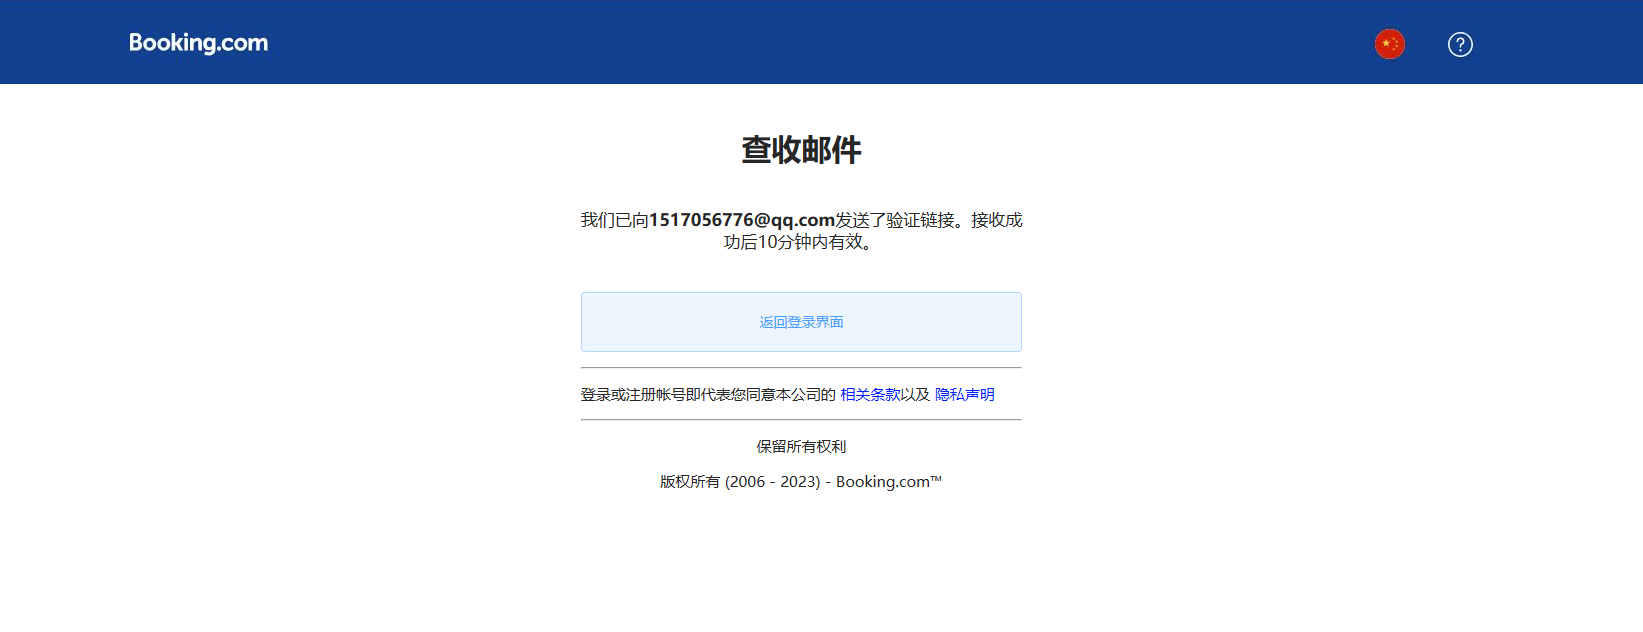 Booking.com
查收邮件
我们已向1517056776@qq.com发送了验证链接。接收成
功后10分钟内有效。
返回登录界面
登录或注册帐号即代表您同意本公司的 相关条款以及 隐私声明
保留所有权利
版权所有 (2006 - 2023) - Booking.com™